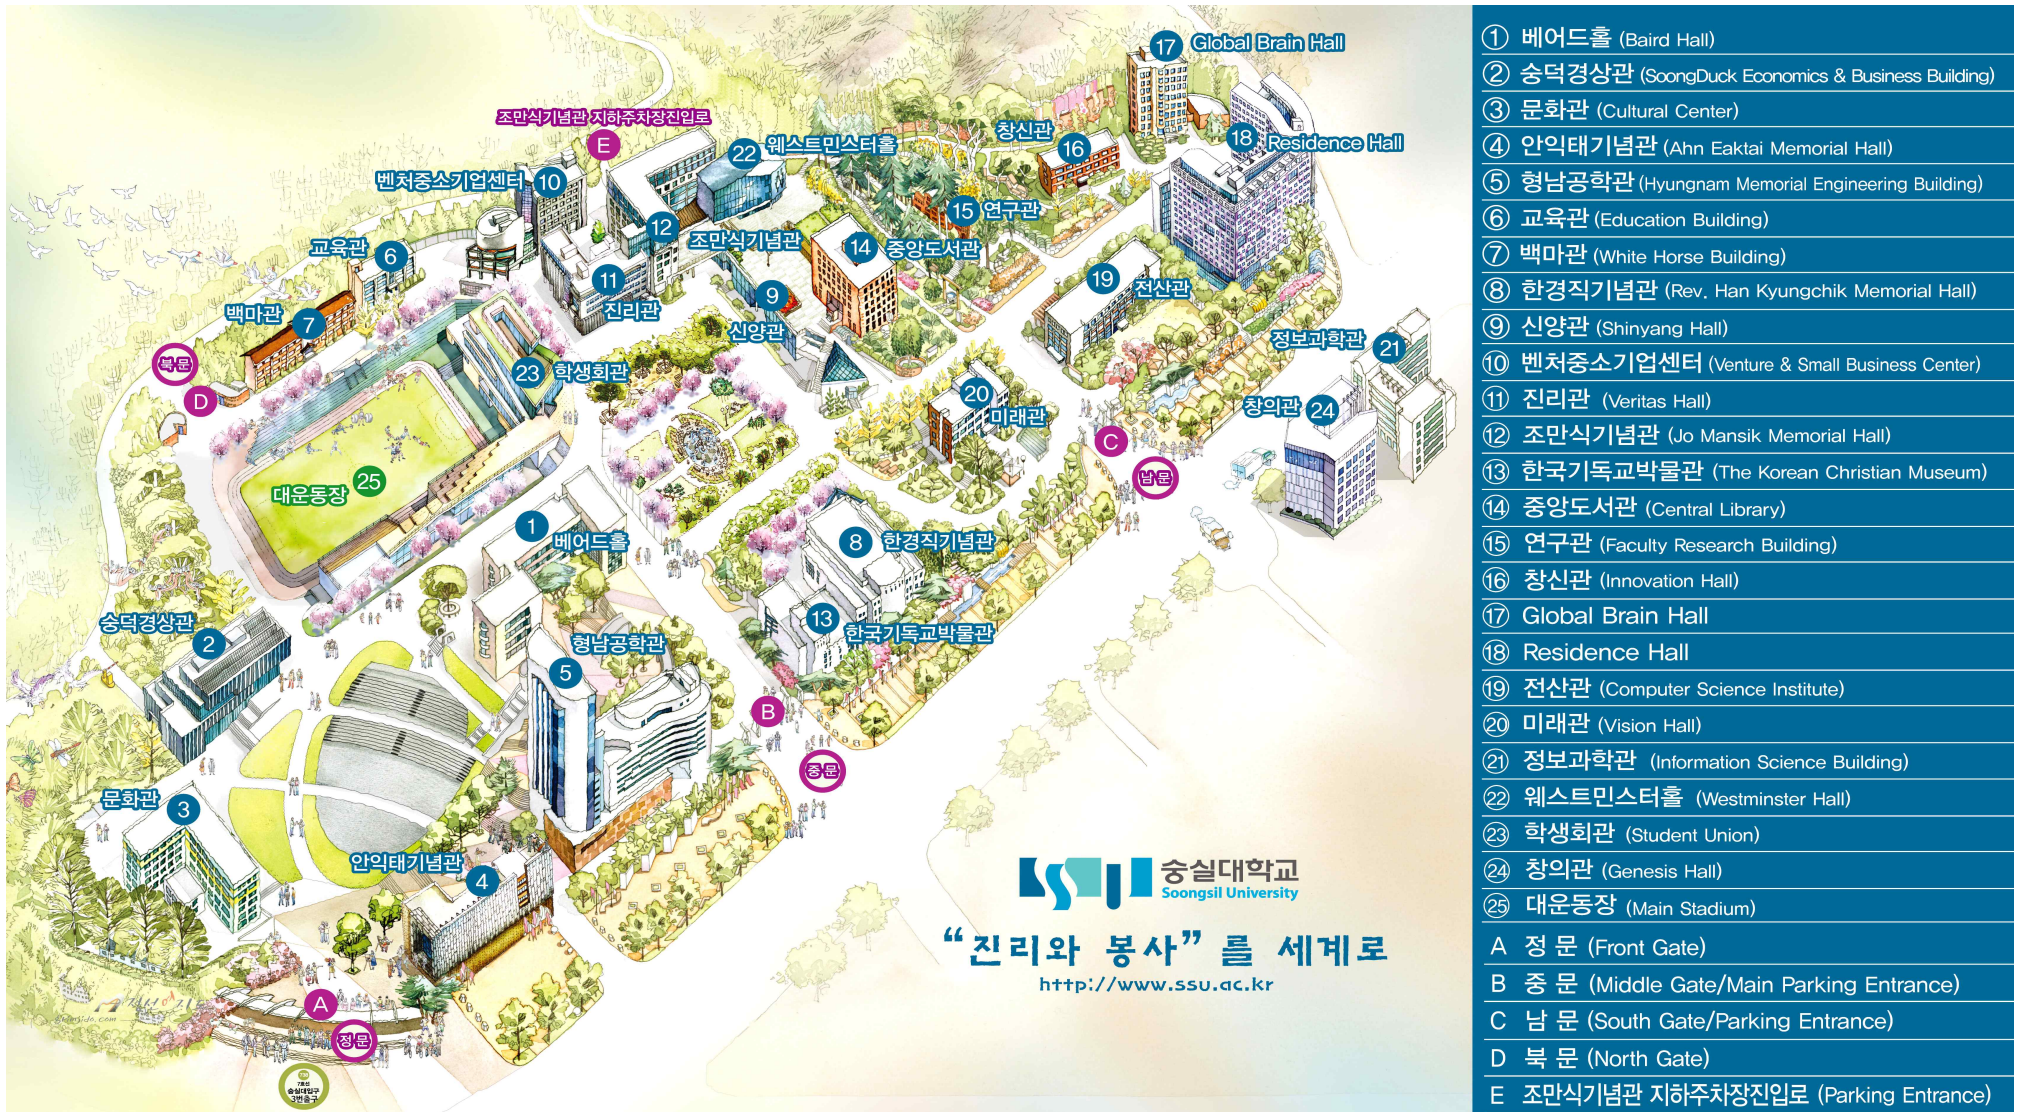 17 Global Brain Hall
조만식기념관 지하주차장진입로
E
22 웨스트민스터홀
창신관 16
18 Residence Hall
벤처중소기업센터 10
15 연구관
12 조만식기념관
14 중앙도서관
교육관 6
11 진리관
19 전산관
9 신양관
백마관 7
정보과학관 21
북문
D
23 학생회관
20 미래관
창의관 24
C
남문
대운동장 25
1 베어드홀
8 한경직기념관
13 한국기독교박물관
숭덕경상관 2
형남공학관 5
B
중문
문화관 3
안익태기념관 4
A
정문
7호선
숭실대입구
3번출구
숭실대학교
Soongsil University
“진리와 봉사”를 세계로
http://www.ssu.ac.kr
① 베어드홀 (Baird Hall)
② 숭덕경상관 (SoongDuck Economics & Business Building)
③ 문화관 (Cultural Center)
④ 안익태기념관 (Ahn Eaktai Memorial Hall)
⑤ 형남공학관 (Hyungnam Memorial Engineering Building)
⑥ 교육관 (Education Building)
⑦ 백마관 (White Horse Building)
⑧ 한경직기념관 (Rev. Han Kyungchik Memorial Hall)
⑨ 신양관 (Shinyang Hall)
⑩ 벤처중소기업센터 (Venture & Small Business Center)
⑪ 진리관 (Veritas Hall)
⑫ 조만식기념관 (Jo Mansik Memorial Hall)
⑬ 한국기독교박물관 (The Korean Christian Museum)
⑭ 중앙도서관 (Central Library)
⑮ 연구관 (Faculty Research Building)
⑯ 창신관 (Innovation Hall)
⑰ Global Brain Hall
⑱ Residence Hall
⑲ 전산관 (Computer Science Institute)
⑳ 미래관 (Vision Hall)
㉑ 정보과학관 (Information Science Building)
㉒ 웨스트민스터홀 (Westminster Hall)
㉓ 학생회관 (Student Union)
㉔ 창의관 (Genesis Hall)
㉕ 대운동장 (Main Stadium)
A 정 문 (Front Gate)
B 중 문 (Middle Gate/Main Parking Entrance)
C 남 문 (South Gate/Parking Entrance)
D 북 문 (North Gate)
E 조만식기념관 지하주차장진입로 (Parking Entrance)